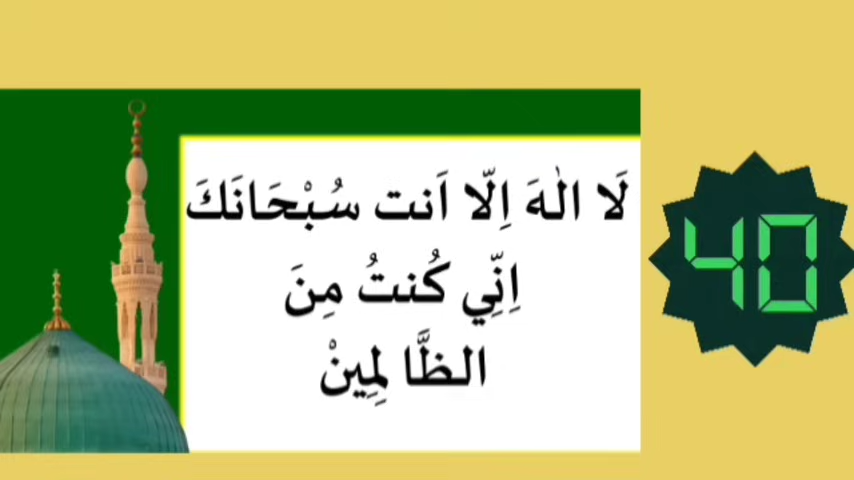 لَا الٰهَ اِلّا اَنت سُبْحَانَكَ
اِنِّي كُنتُ مِنَ
الظَّا لِمِينْ
40